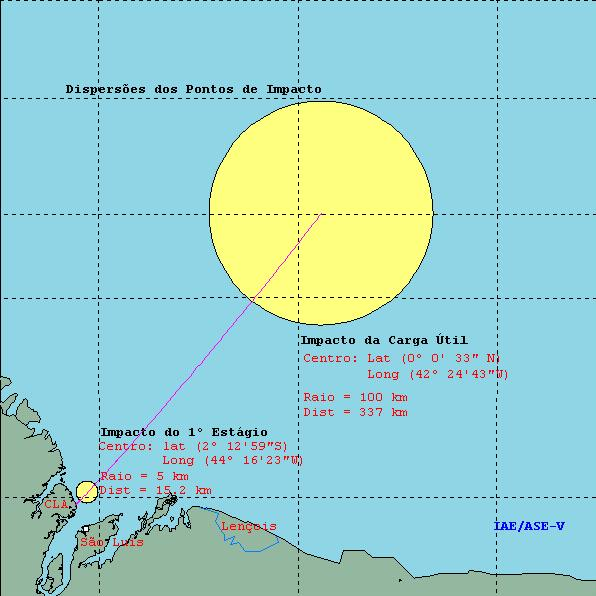 Dispersões dos Pontos de Impacto
Impacto da Carga Útil
Centro: Lat (0° 0' 33" N)
Long (42° 24'43"W)
Raio = 100 km
Dist = 337 km
Impacto do 1° Estágio
Centro: lat (2° 12'59"S)
Long (44° 16'23"W)
Raio = 5 km
Dist = 15.2 km
CLA
Lençois
IAE/ASE-V
São Luis